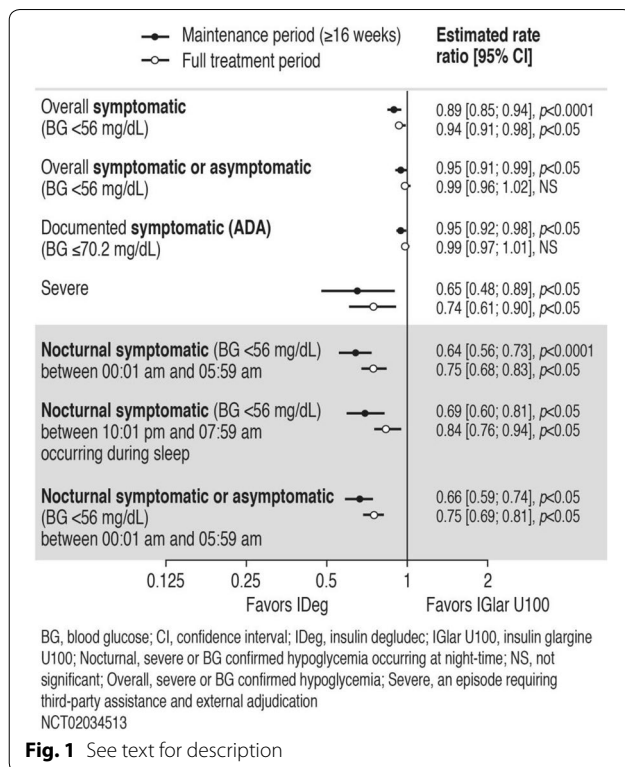 Maintenance period (≥16 weeks)
Full treatment period
Estimated rate
ratio [95% CI]
Overall symptomatic
(BG <56 mg/dL)
0.89 [0.85; 0.94], p<0.0001
0.94 [0.91; 0.98], p<0.05
Overall symptomatic or asymptomatic
(BG <56 mg/dL)
0.95 [0.91; 0.99], p<0.05
0.99 [0.96; 1.02], NS
Documented symptomatic (ADA)
(BG ≤70.2 mg/dL)
0.95 [0.92; 0.98], p<0.05
0.99 [0.97; 1.01], NS
Severe
0.65 [0.48; 0.89], p<0.05
0.74 [0.61; 0.90], p<0.05
Nocturnal symptomatic (BG <56 mg/dL)
between 00:01 am and 05:59 am
0.64 [0.56; 0.73], p<0.0001
0.75 [0.68; 0.83], p<0.05
Nocturnal symptomatic (BG <56 mg/dL)
between 10:01 pm and 07:59 am
occurring during sleep
0.69 [0.60; 0.81], p<0.05
0.84 [0.76; 0.94], p<0.05
Nocturnal symptomatic or asymptomatic
(BG <56 mg/dL)
between 00:01 am and 05:59 am
0.66 [0.59; 0.74], p<0.05
0.75 [0.69; 0.81], p<0.05
0.125 0.25 0.5 1 2
Favors IDeg Favors IGlar U100
BG, blood glucose; CI, confidence interval; IDeg, insulin degludec; IGlar U100, insulin glargine
U100; Nocturnal, severe or BG confirmed hypoglycemia occurring at night-time; NS, not
significant; Overall, severe or BG confirmed hypoglycemia; Severe, an episode requiring
third-party assistance and external adjudication
NCT02034513
Fig. 1 See text for description